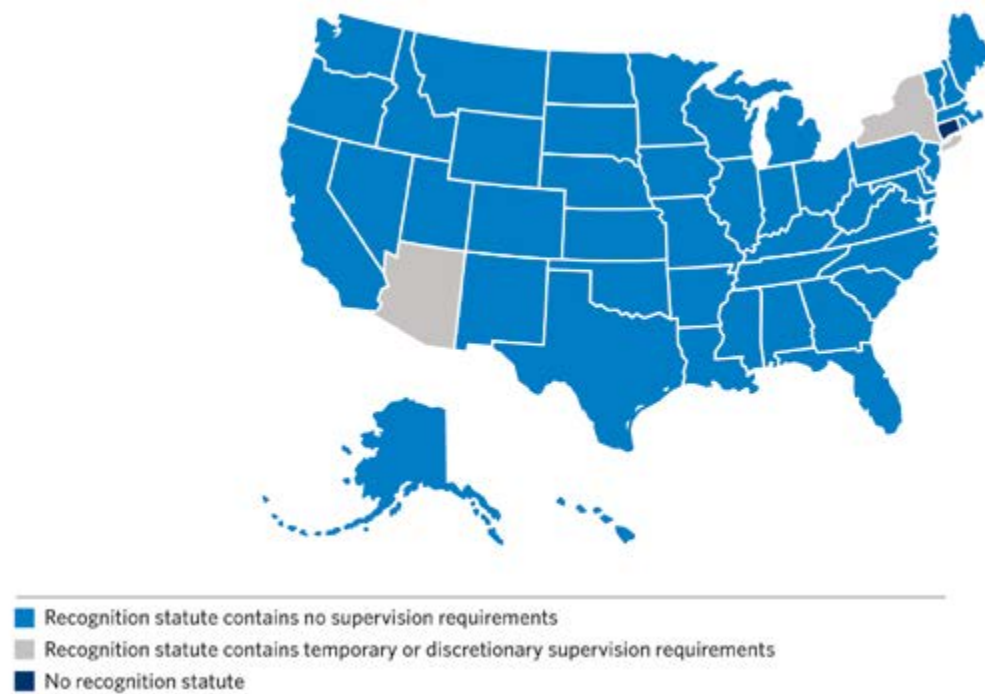 Recognition statute contains no supervision requirements
Recognition statute contains temporary or discretionary supervision requirements
No recognition statute